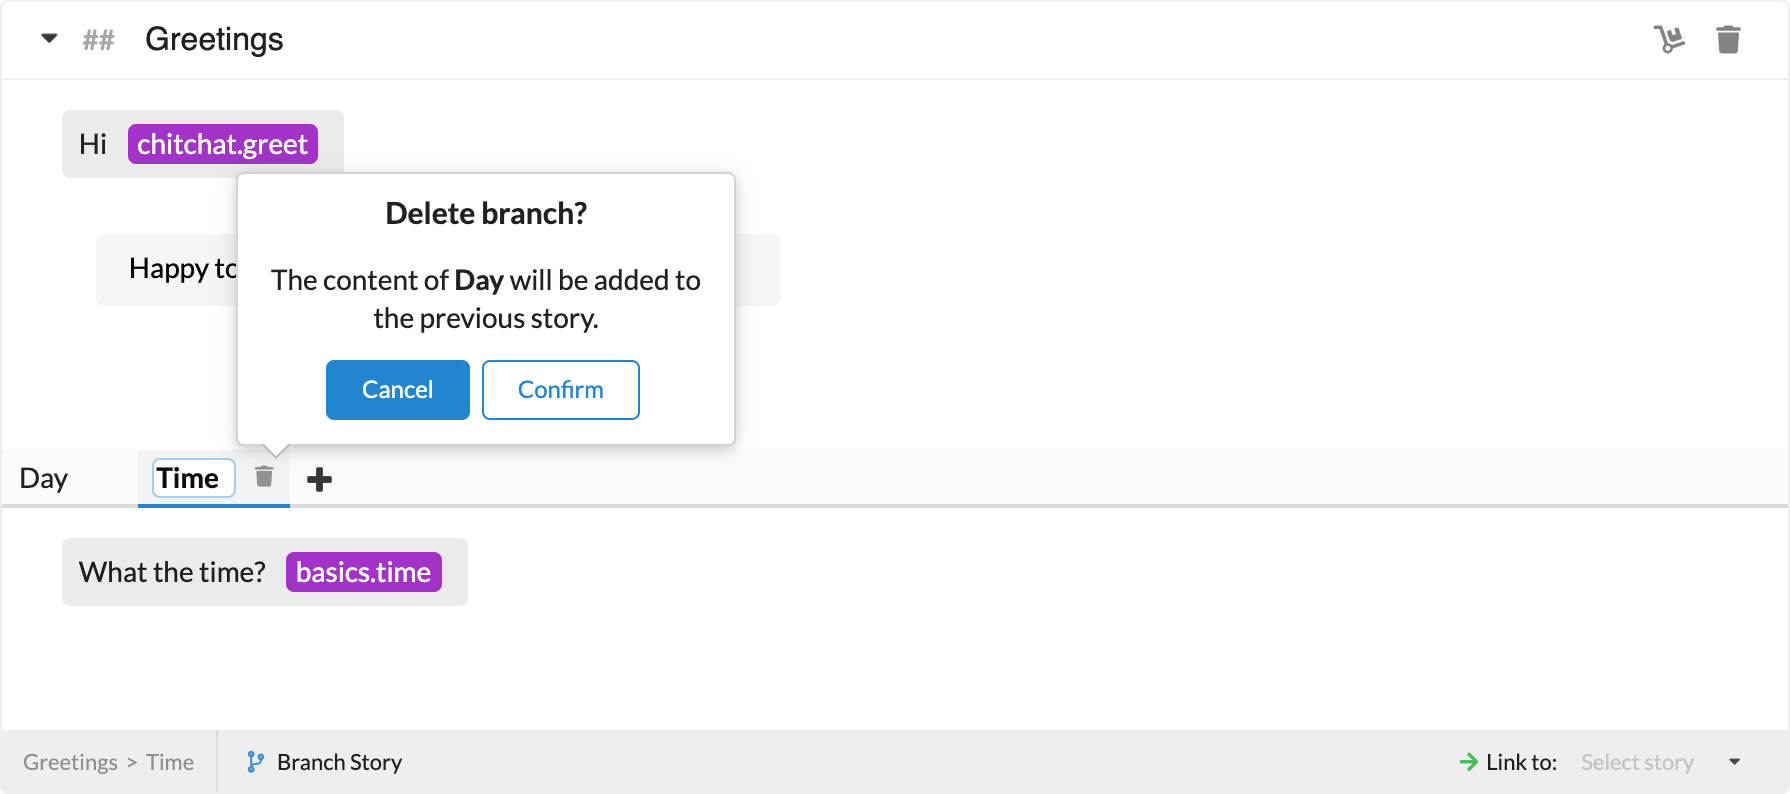 ## Greetings
Hi chitchat.greet
Delete branch?
Happy to
The content of Day will be added to
the previous story.
Cancel Confirm
Day Time
What the time? basics.time
Greetings > Time Branch Story Link to: Select story